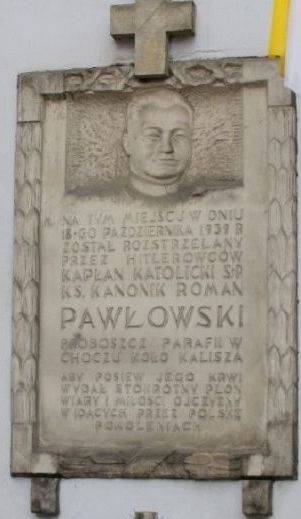 NA TYM MIEJSCU W DNIU
18-GO PAŹDZIERNIKA 1939 R
ZOSTAŁ ROZSTRZELANY
PRZEZ HITLEROWCÓW
KAPŁAN KATOLICKI Ś•P
KS. KANONIK ROMAN
PAWŁOWSKI
PROBOSZCZ PARAFII W
CHOCZU KOŁO KALISZA
ABY POSIEW JEGO KRWI
WYDAŁ STOKROTNY PLON
WIARY I MIŁOŚCI OJCZYZNY
W IDĄCYCH PRZEZ POLSKĘ
POKOLENIACH